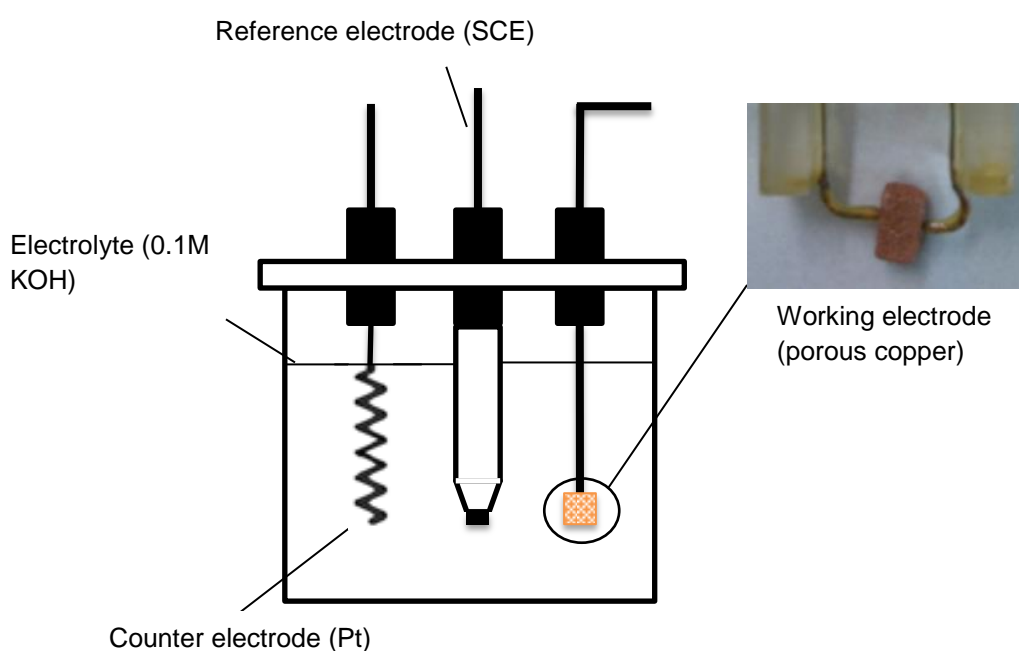 Reference electrode (SCE)
Electrolyte (0.1M
KOH)
Working electrode
(porous copper)
Counter electrode (Pt)